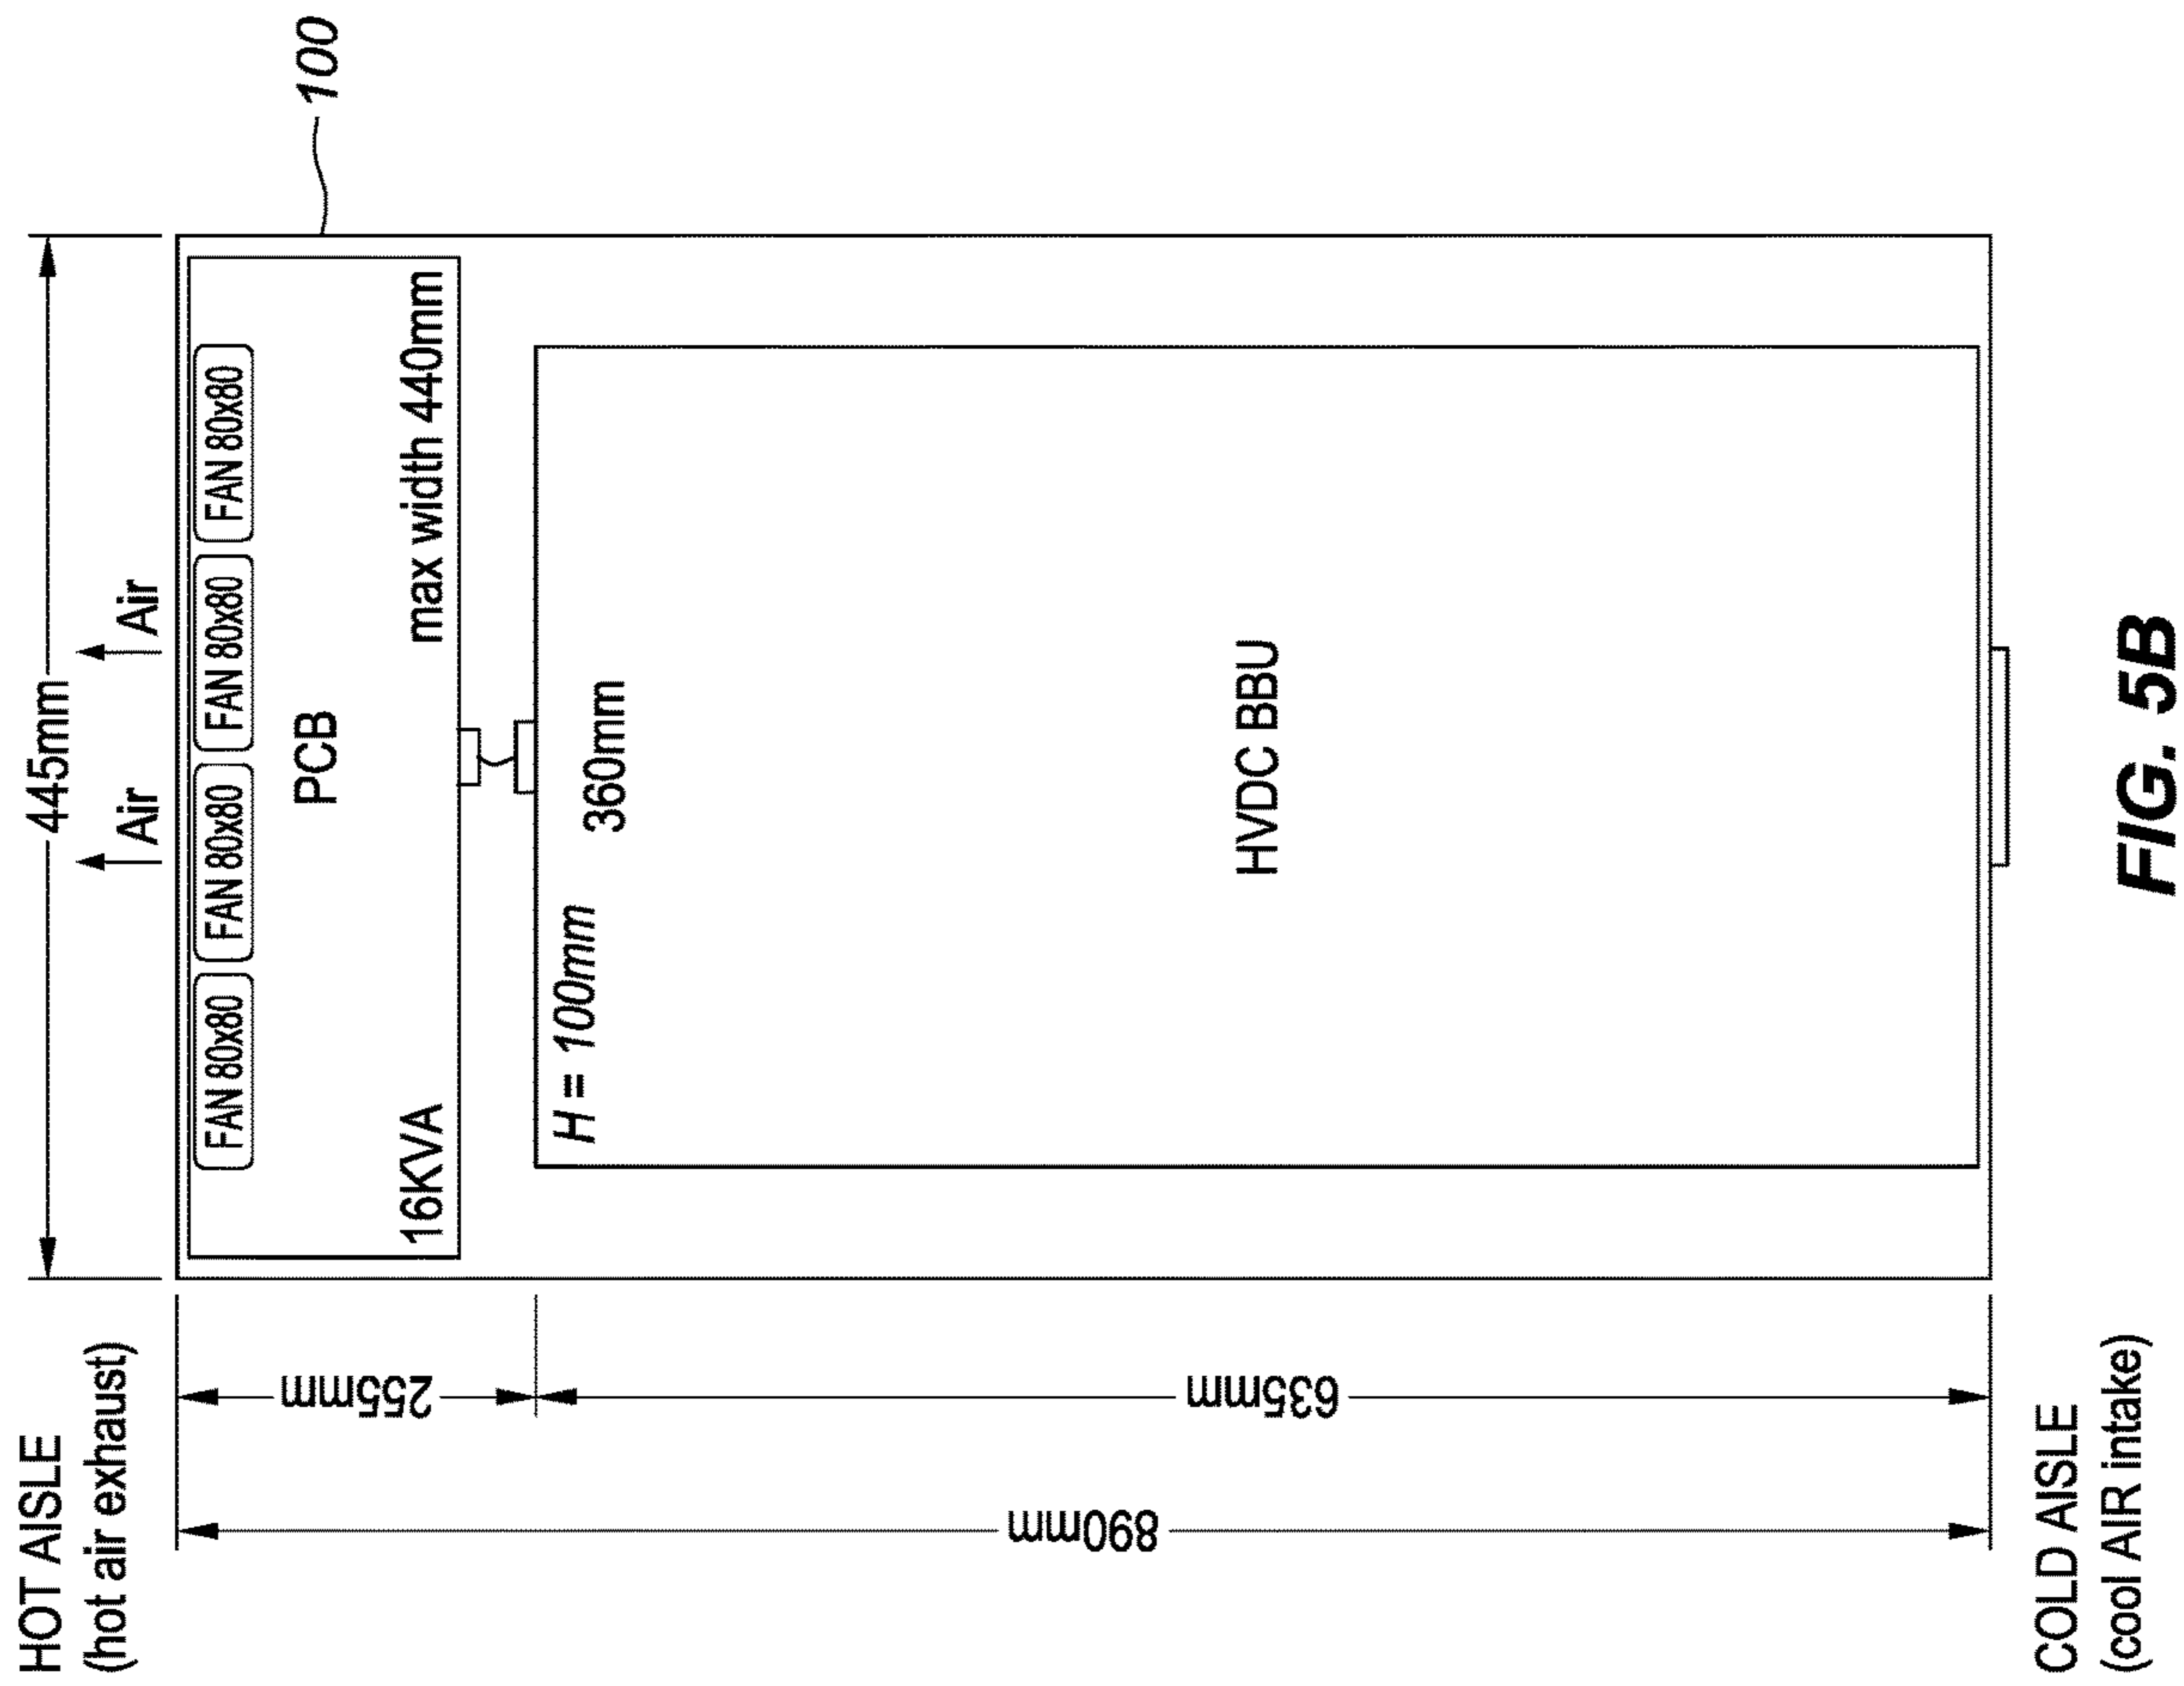 HOT AISLE
(hot air exhaust)
445mm
Air
Air
100
255mm
635mm
890mm
FAN 80x80
FAN 80x80
FAN 80x80
FAN 80x80
PCB
16KVA
max width 440mm
H = 100mm
360mm
HVDC BBU
COLD AISLE
(cool AIR intake)
FIG. 5B